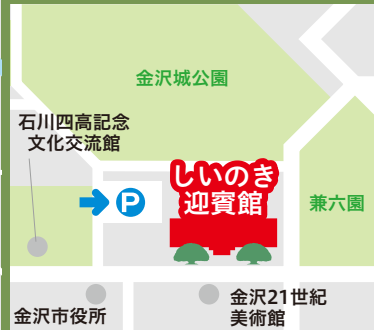 金沢城公園
石川四高記念
文化交流館
しいのき
迎賓館
P
兼六園
金沢市役所
金沢21世紀
美術館